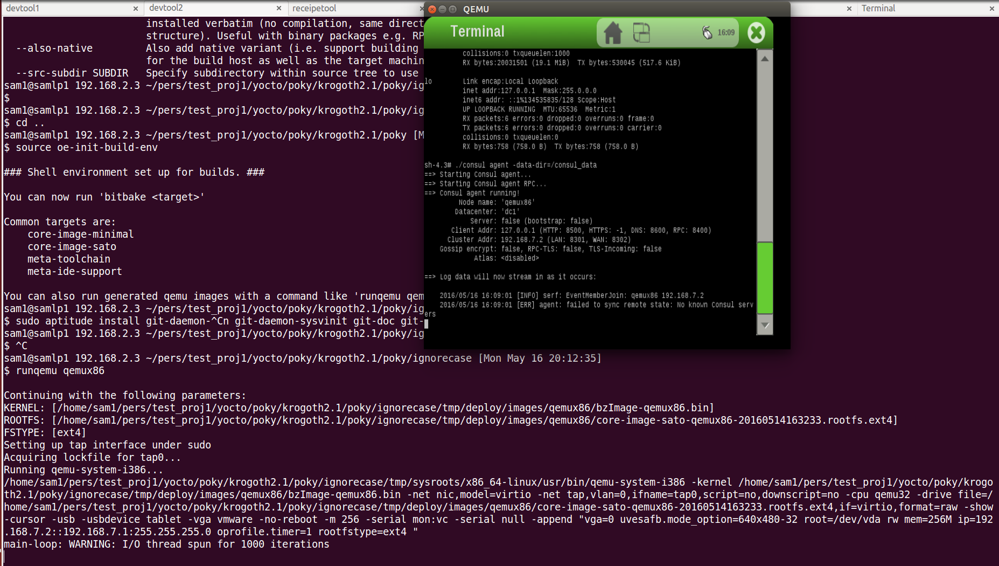 devtool1
devtool2
receipetool
Terminal
installed verbatim (no compilation, same direct
structure). Useful with binary packages e.g. RP
--also-native Also add native variant (i.e. support building
for the build host as well as the target machin
--src-subdir SUBDIR Specify subdirectory within source tree to use
sam1@samlp1 192.168.2.3 ~/pers/test_proj1/yocto/poky/krogoth2.1/poky/ig
$
sam1@samlp1 192.168.2.3 ~/pers/test_proj1/yocto/poky/krogoth2.1/poky/ig
$ cd ..
sam1@samlp1 192.168.2.3 ~/pers/test_proj1/yocto/poky/krogoth2.1/poky [M
$ source oe-init-build-env
### Shell environment set up for builds. ###
You can now run 'bitbake <target>'
Common targets are:
core-image-minimal
core-image-sato
meta-toolchain
meta-ide-support
You can also run generated qemu images with a command like 'runqemu qem
sam1@samlp1 192.168.2.3 ~/pers/test_proj1/yocto/poky/krogoth2.1/poky/ig
$ sudo aptitude install git-daemon-^Cn git-daemon-sysvinit git-doc git-
sam1@samlp1 192.168.2.3 ~/pers/test_proj1/yocto/poky/krogoth2.1/poky/ig
$ ^C
sam1@samlp1 192.168.2.3 ~/pers/test_proj1/yocto/poky/krogoth2.1/poky/ignorecase [Mon May 16 20:12:35]
$ runqemu qemux86
Continuing with the following parameters:
KERNEL: [/home/sam1/pers/test_proj1/yocto/poky/krogoth2.1/poky/ignorecase/tmp/deploy/images/qemux86/bzImage-qemux86.bin]
ROOTFS: [/home/sam1/pers/test_proj1/yocto/poky/krogoth2.1/poky/ignorecase/tmp/deploy/images/qemux86/core-image-sato-qemux86-20160514163233.rootfs.ext4]
FSTYPE: [ext4]
Setting up tap interface under sudo
Acquiring lockfile for tap0...
Running qemu-system-i386...
/home/sam1/pers/test_proj1/yocto/poky/krogoth2.1/poky/ignorecase/tmp/sysroots/x86_64-linux/usr/bin/qemu-system-i386 -kernel /home/sam1/pers/test_proj1/yocto/poky/krogo
th2.1/poky/ignorecase/tmp/deploy/images/qemux86/bzImage-qemux86.bin -net nic,model=virtio -net tap,vlan=0,ifname=tap0,script=no,downscript=no -cpu qemu32 -drive file=/
home/sam1/pers/test_proj1/yocto/poky/krogoth2.1/poky/ignorecase/tmp/deploy/images/qemux86/core-image-sato-qemux86-20160514163233.rootfs.ext4,if=virtio,format=raw -show
-cursor -usb -usbdevice tablet -vga vmware -no-reboot -m 256 -serial mon:vc -serial null -append "vga=0 uvesafb.mode_option=640x480-32 root=/dev/vda rw mem=256M ip=192
.168.7.2::192.168.7.1:255.255.255.0 oprofile.timer=1 rootfstype=ext4 "
main-loop: WARNING: I/O thread spun for 1000 iterations
QEMU
Terminal
16:09
collisions:0 txqueuelen:1000
RX bytes:20031501 (19.1 MiB) TX bytes:530045 (517.6 KiB)
lo Link encap:Local Loopback
inet addr:127.0.0.1 Mask:255.0.0.0
inet6 addr: ::1%134535835/128 Scope:Host
UP LOOPBACK RUNNING MTU:65536 Metric:1
RX packets:6 errors:0 dropped:0 overruns:0 frame:0
TX packets:6 errors:0 dropped:0 overruns:0 carrier:0
collisions:0 txqueuelen:0
RX bytes:758 (758.0 B) TX bytes:758 (758.0 B)
sh-4.3# ./consul agent -data-dir=/consul_data
==> Starting Consul agent...
==> Starting Consul agent RPC...
==> Consul agent running!
Node name: 'qemux86'
Datacenter: 'dc1'
Server: false (bootstrap: false)
Client Addr: 127.0.0.1 (HTTP: 8500, HTTPS: -1, DNS: 8600, RPC: 8400)
Cluster Addr: 192.168.7.2 (LAN: 8301, WAN: 8302)
Gossip encrypt: false, RPC-TLS: false, TLS-Incoming: false
Atlas: <disabled>
==> Log data will now stream in as it occurs:
2016/05/16 16:09:01 [INFO] serf: EventMemberJoin: qemux86 192.168.7.2
2016/05/16 16:09:01 [ERR] agent: failed to sync remote state: No known Consul serv
ers